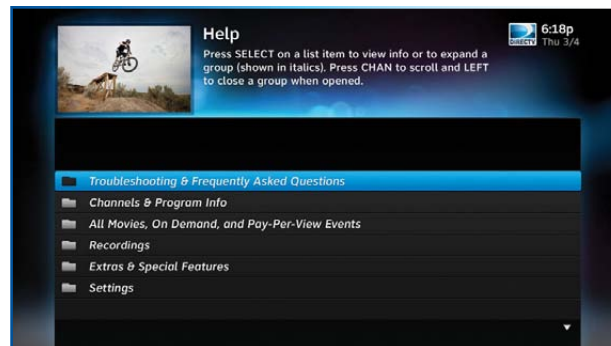 Help
Press SELECT on a list item to view info or to expand a
group (shown in italics). Press CHAN to scroll and LEFT
to close a group when opened.
DIRECTV
6:18p
Thu 3/4
Troubleshooting & Frequently Asked Questions
Channels & Program Info
All Movies, On Demand, and Pay-Per-View Events
Recordings
Extras & Special Features
Settings